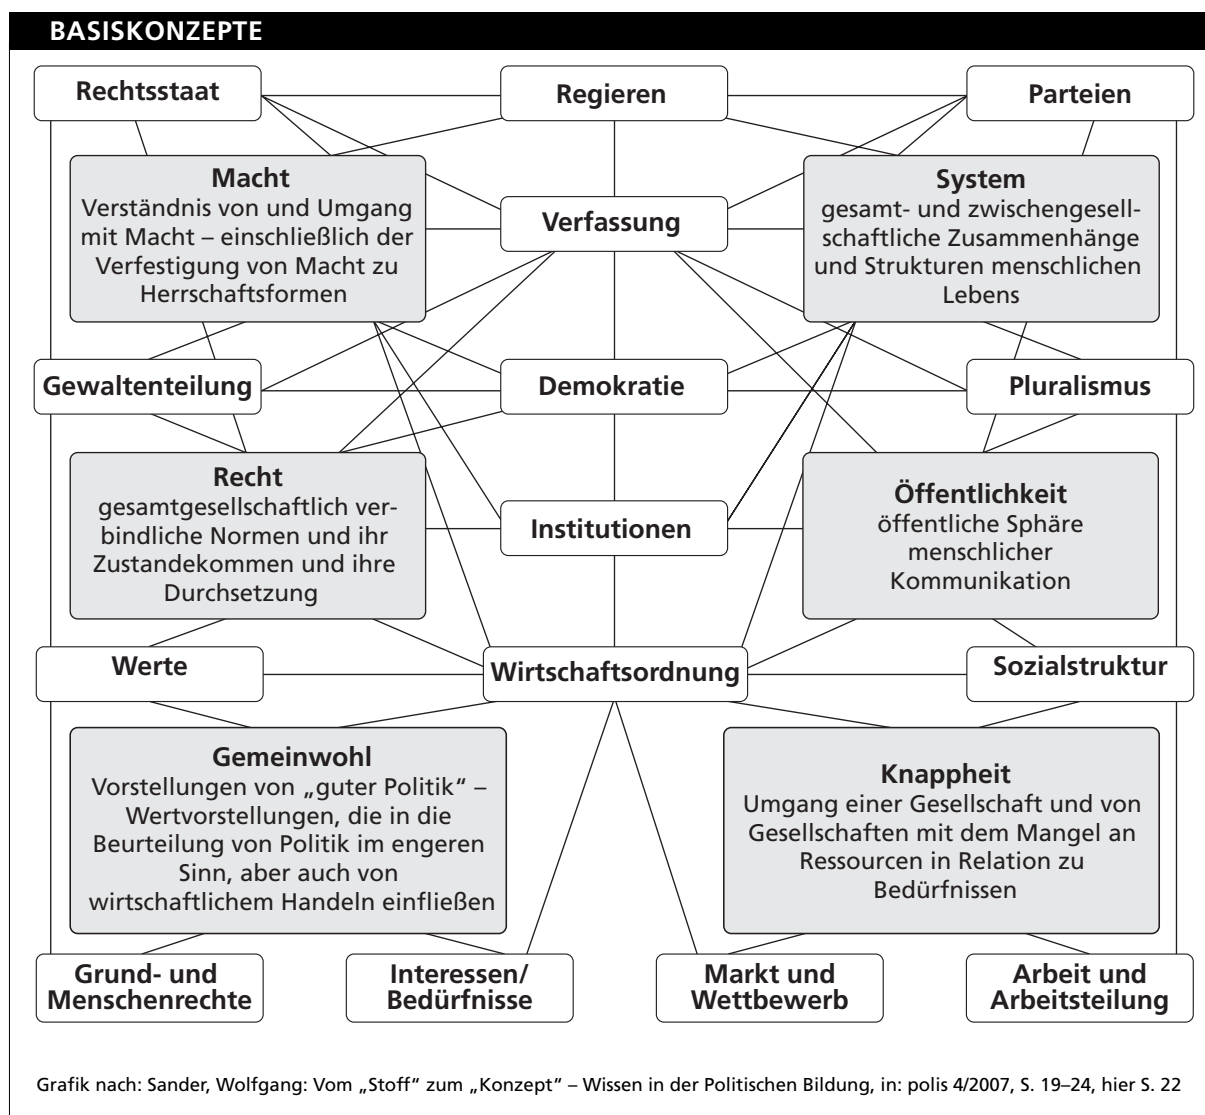 BASISKONZEPTE
Rechtsstaat
Regieren
Parteien
Macht
Verständnis von und Umgang
mit Macht – einschließlich der
Verfestigung von Macht zu
Herrschaftsformen
Verfassung
System
gesamt- und zwischengesell-
schaftliche Zusammenhänge
und Strukturen menschlichen
Lebens
Gewaltenteilung
Demokratie
Pluralismus
Recht
gesamtgesellschaftlich ver-
bindliche Normen und ihr
Zustandekommen und ihre
Durchsetzung
Institutionen
Öffentlichkeit
öffentliche Sphäre
menschlicher
Kommunikation
Werte
Wirtschaftsordnung
Sozialstruktur
Gemeinwohl
Vorstellungen von „guter Politik“ –
Wertvorstellungen, die in die
Beurteilung von Politik im engeren
Sinn, aber auch von
wirtschaftlichem Handeln einfließen
Knappheit
Umgang einer Gesellschaft und von
Gesellschaften mit dem Mangel an
Ressourcen in Relation zu
Bedürfnissen
Grund- und
Menschenrechte
Interessen/
Bedürfnisse
Markt und
Wettbewerb
Arbeit und
Arbeitsteilung
Grafik nach: Sander, Wolfgang: Vom „Stoff“ zum „Konzept“ – Wissen in der Politischen Bildung, in: polis 4/2007, S. 19–24, hier S. 22